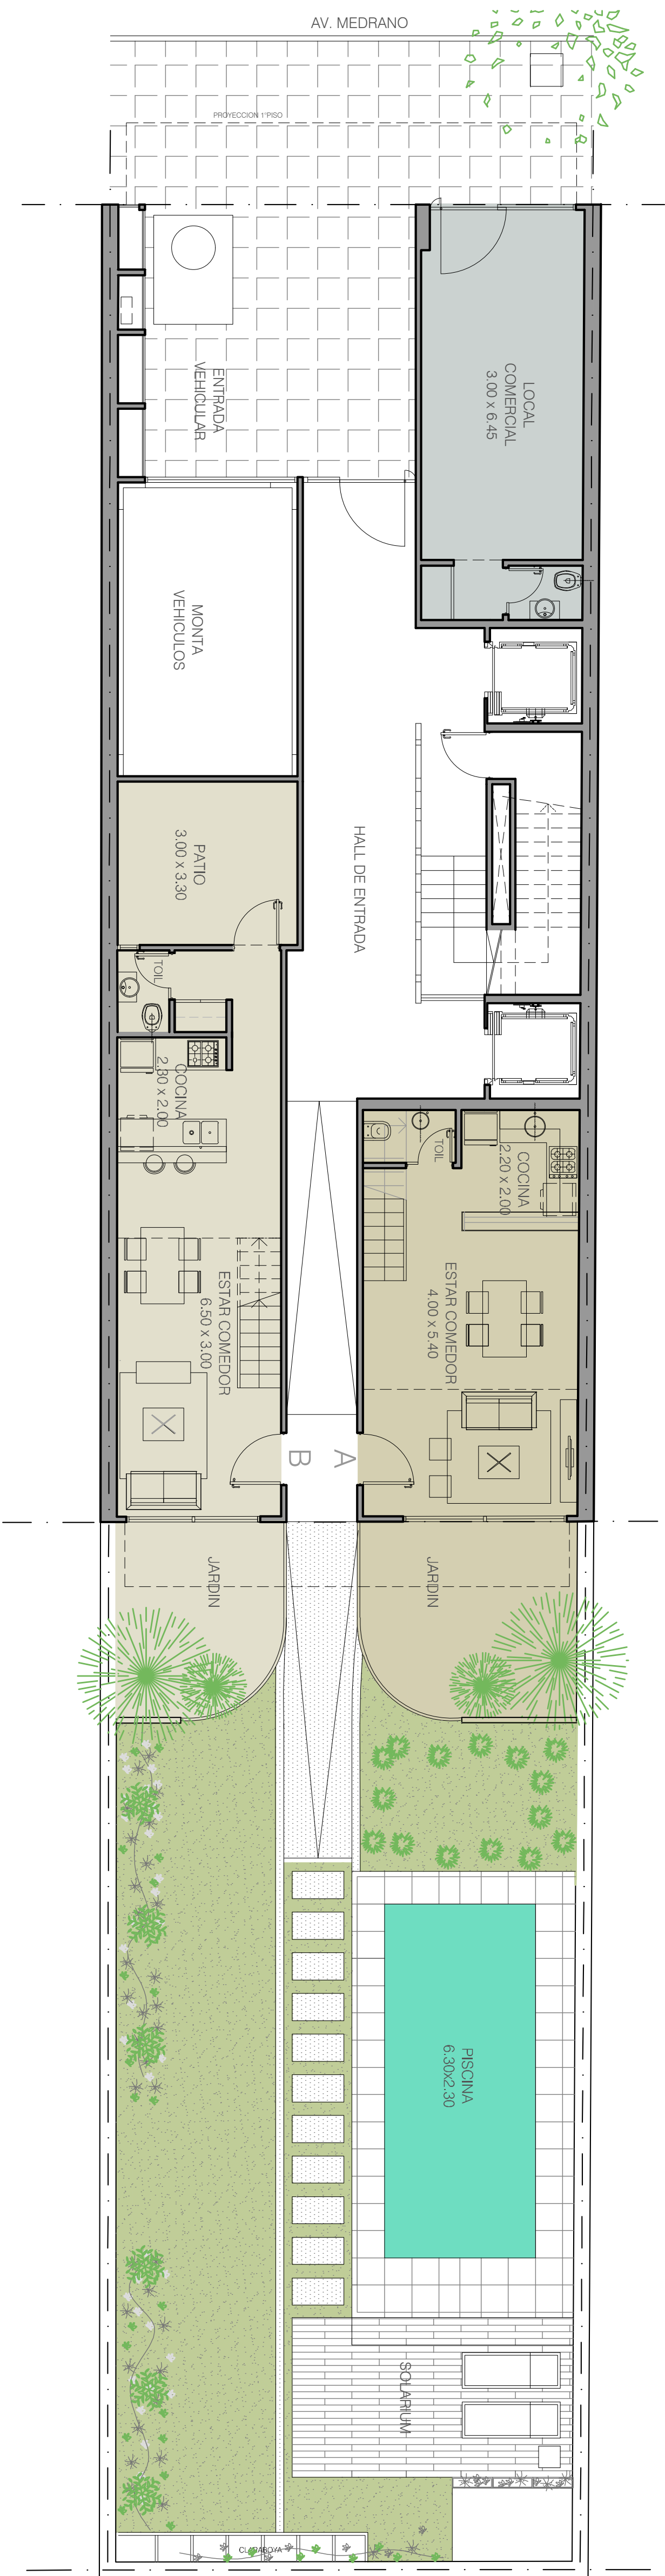 AV. MEDRANO
PROYECCION 1°PISO
ENTRADA
VEHICULAR
LOCAL
COMERCIAL
3.00 x 6.45
MONTA
VEHICULOS
HALL DE ENTRADA
PATIO
3.00 x 3.30
TOIL
COCINA
2.30 x 2.00
TOIL
COCINA
2.20 x 2.00
ESTAR COMEDOR
6.50 x 3.00
ESTAR COMEDOR
4.00 x 5.40
B
A
JARDIN
JARDIN
PISCINA
6.30x2.30
SOLARIUM
CLARABOYA